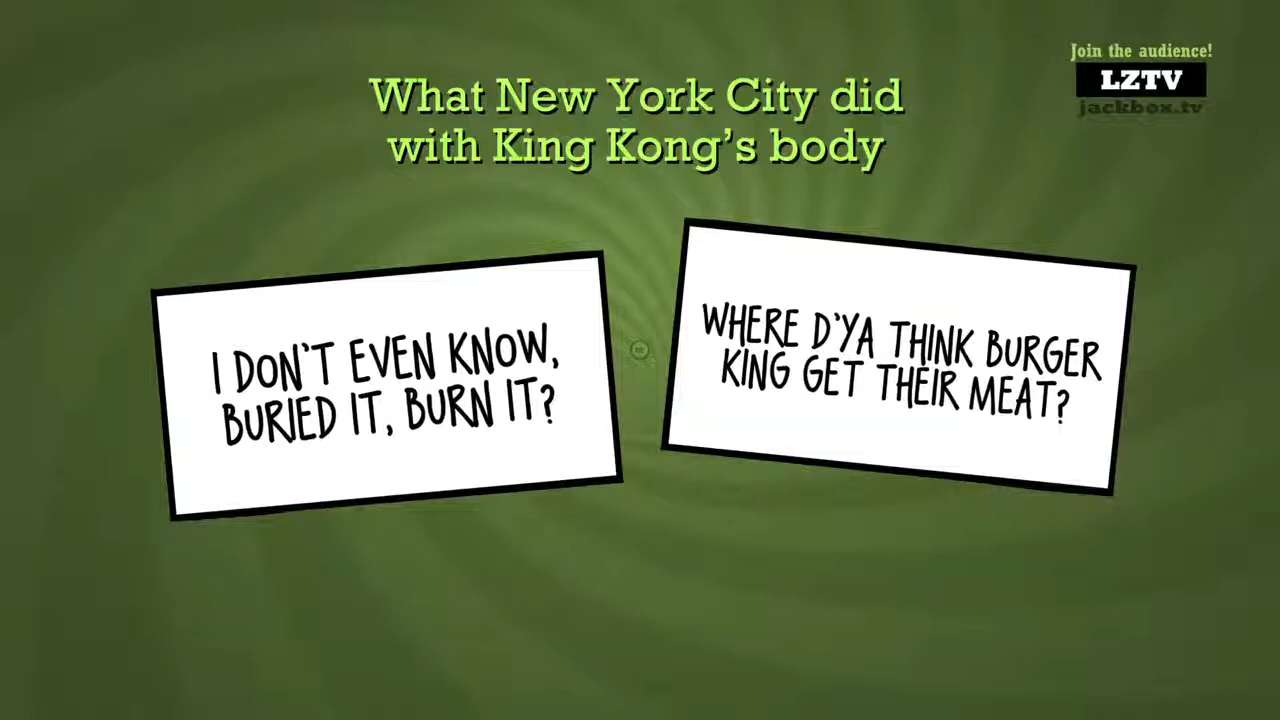 Join the audience!
LZTV
jackbox.tv
What New York City did
with King Kong's body
I DON'T EVEN KNOW,
BURIED IT, BURN IT?
WHERE D'YA THINK BURGER
KING GET THEIR MEAT?